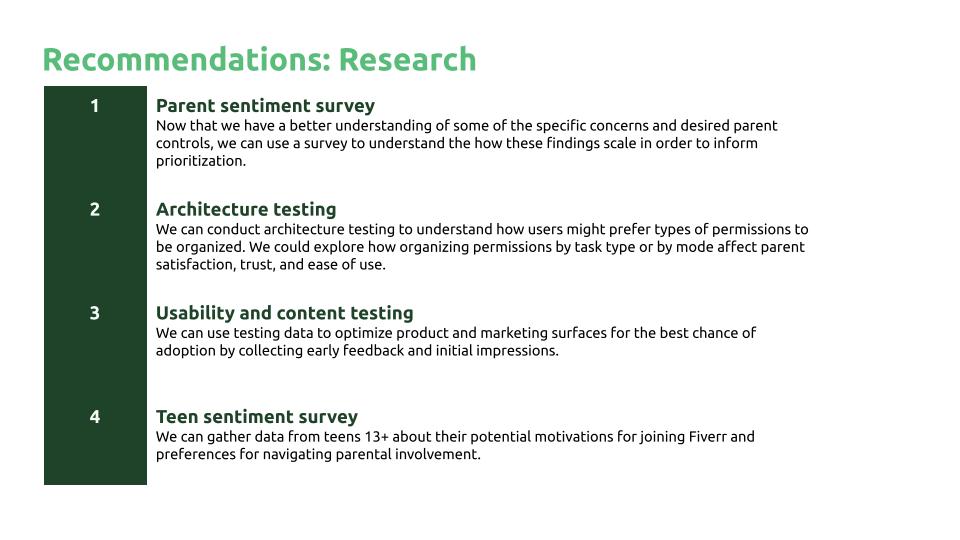 Recommendations: Research
1
Parent sentiment survey
Now that we have a better understanding of some of the specific concerns and desired parent
controls, we can use a survey to understand the how these findings scale in order to inform
prioritization.
2
Architecture testing
We can conduct architecture testing to understand how users might prefer types of permissions to
be organized. We could explore how organizing permissions by task type or by mode affect parent
satisfaction, trust, and ease of use.
3
Usability and content testing
We can use testing data to optimize product and marketing surfaces for the best chance of
adoption by collecting early feedback and initial impressions.
4
Teen sentiment survey
We can gather data from teens 13+ about their potential motivations for joining Fiverr and
preferences for navigating parental involvement.